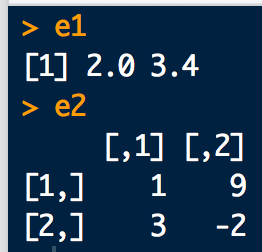 > e1
[1] 2.0 3.4
> e2
     [,1] [,2]
[1,]    1    9
[2,]    3   -2